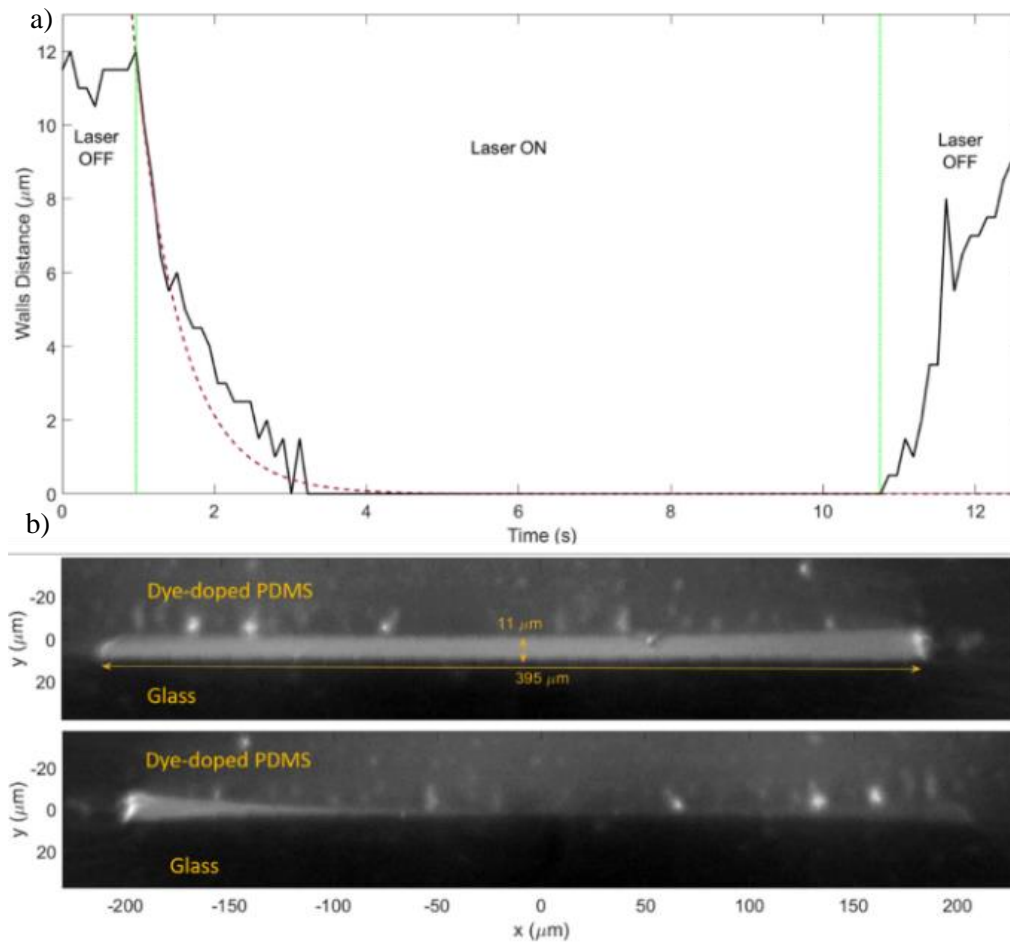 a)
12
10
8
6
4
2
0
Walls Distance (μm)
Laser
OFF
Laser ON
Laser
OFF
0 2 4 6 8 10 12
Time (s)
b)
Dye-doped PDMS
-20
0
20
y (μm)
11 μm
395 μm
Glass
Dye-doped PDMS
-20
0
20
y (μm)
Glass
-200 -150 -100 -50 0 50 100 150 200
x (μm)